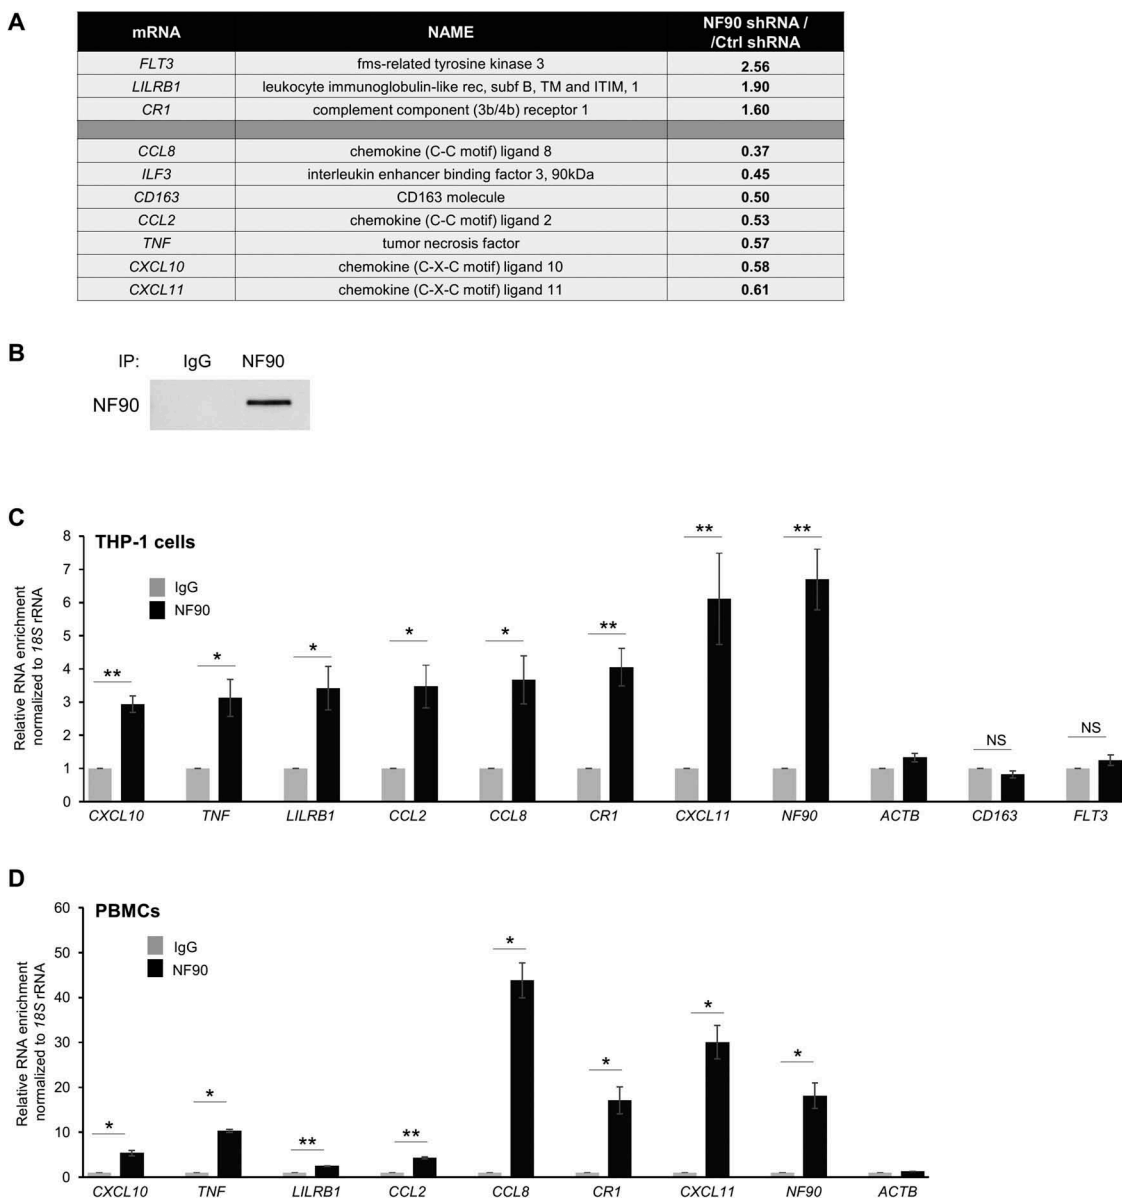 A
mRNA NAME NF90 shRNA /
/Ctrl shRNA
FLT3 fms-related tyrosine kinase 3 2.56
LILRB1 leukocyte immunoglobulin-like rec, subf B, TM and ITIM, 1 1.90
CR1 complement component (3b/4b) receptor 1 1.60
CCL8 chemokine (C-C motif) ligand 8 0.37
ILF3 interleukin enhancer binding factor 3, 90kDa 0.45
CD163 CD163 molecule 0.50
CCL2 chemokine (C-C motif) ligand 2 0.53
TNF tumor necrosis factor 0.57
CXCL10 chemokine (C-X-C motif) ligand 10 0.58
CXCL11 chemokine (C-X-C motif) ligand 11 0.61
B
IP: IgG NF90
NF90
C
THP-1 cells
IgG
NF90
Relative RNA enrichment
normalized to 18S rRNA
8
7
6
5
4
3
2
1
0
** * * * * ** ** ** NS NS
CXCL10 TNF LILRB1 CCL2 CCL8 CR1 CXCL11 NF90 ACTB CD163 FLT3
D
PBMCs
IgG
NF90
Relative RNA enrichment
normalized to 18S rRNA
60
50
40
30
20
10
0
* * ** ** * * * *
CXCL10 TNF LILRB1 CCL2 CCL8 CR1 CXCL11 NF90 ACTB